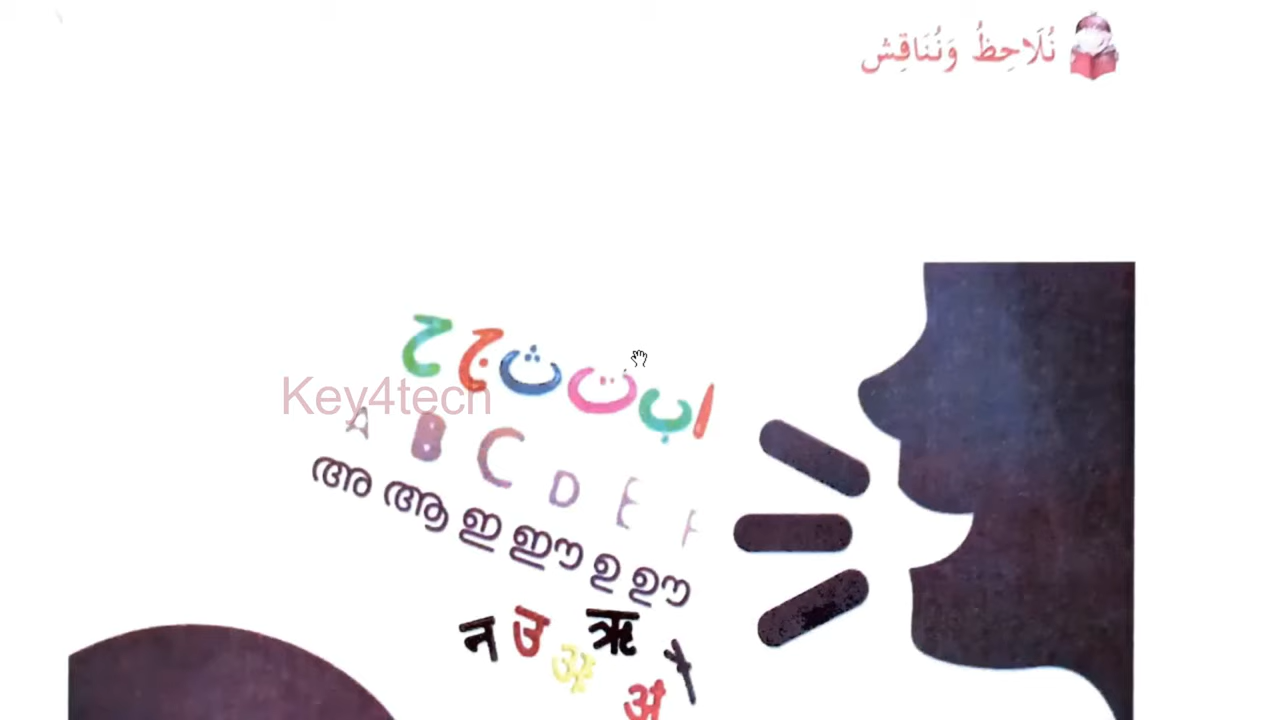 نُلَاحِظُ وَنُنَاقِش
ا ب ت ث ج ح
Key4tech
A B C D E F
അ ആ ഇ ഈ ഉ ഊ
न उ ॐ ऋ
अं